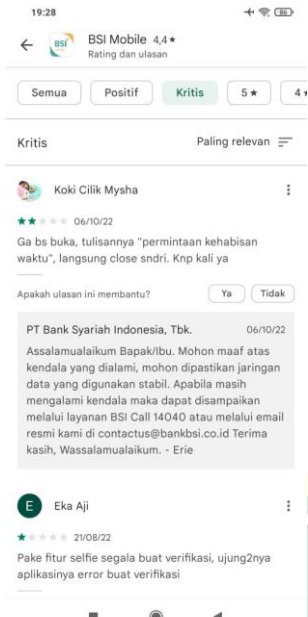 19:28
86
BSI Mobile 4,4★
BSI
Rating dan ulasan
Semua
Positif
Kritis
5★
4★
Kritis
Paling relevan
Koki Cilik Mysha
06/10/22
Ga bs buka, tulisannya "permintaan kehabisan
waktu", langsung close sndri. Knp kali ya
Apakah ulasan ini membantu?
Ya
Tidak
PT Bank Syariah Indonesia, Tbk.
06/10/22
Assalamualaikum Bapak/Ibu. Mohon maaf atas
kendala yang dialami, mohon dipastikan jaringan
data yang digunakan stabil. Apabila masih
mengalami kendala maka dapat disampaikan
melalui layanan BSI Call 14040 atau melalui email
resmi kami di contactus@bankbsi.co.id Terima
kasih, Wassalamualaikum. - Erie
E
Eka Aji
21/08/22
Pake fitur selfie segala buat verifikasi, ujung2nya
aplikasinya error buat verifikasi